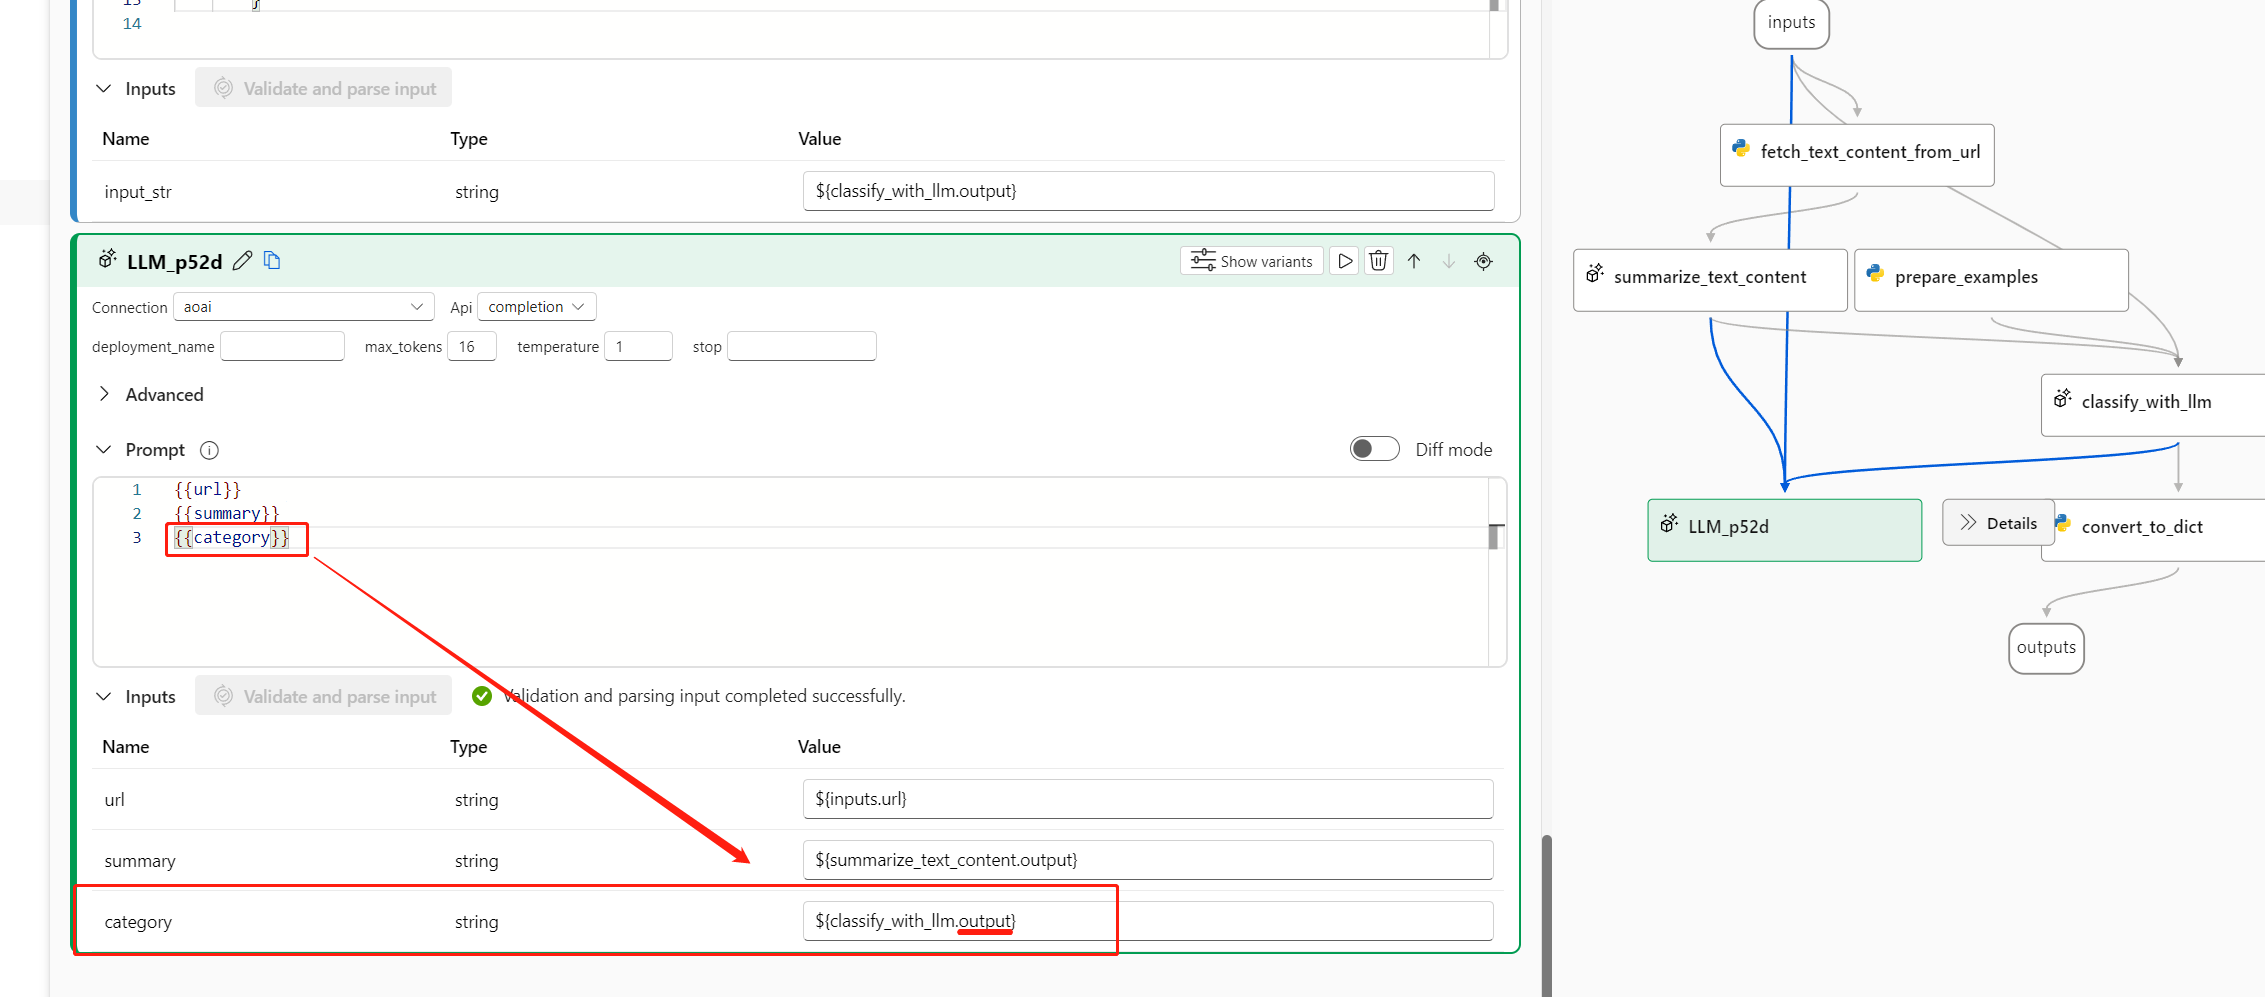 13
}
14
Inputs
Validate and parse input
Name Type Value
input_str string ${classify_with_llm.output}
LLM_p52d
Show variants
Connection aoai Api completion
deployment_name max_tokens 16 temperature 1 stop
Advanced
Prompt
Diff mode
1 {{url}}
2 {{summary}}
3 {{category}}
Inputs
Validate and parse input
Validation and parsing input completed successfully.
Name Type Value
url string ${inputs.url}
summary string ${summarize_text_content.output}
category string ${classify_with_llm.output}
inputs
fetch_text_content_from_url
summarize_text_content
prepare_examples
classify_with_llm
LLM_p52d
Details
convert_to_dict
outputs